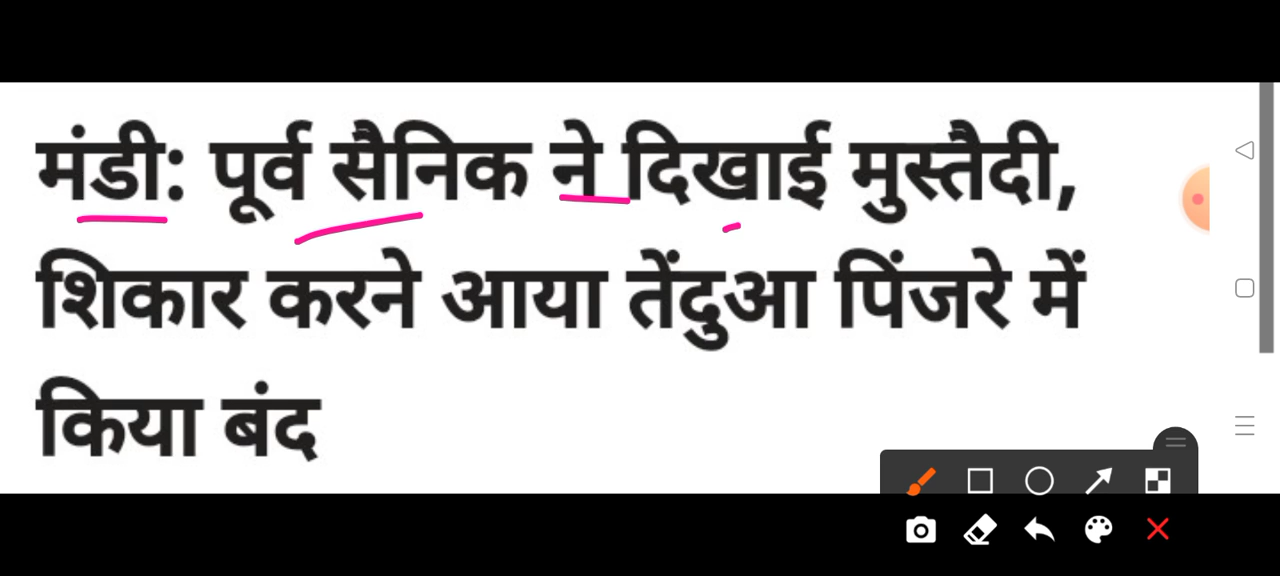 मंडी: पूर्व सैनिक ने दिखाई मुस्तैदी,
शिकार करने आया तेंदुआ पिंजरे में
किया बंद